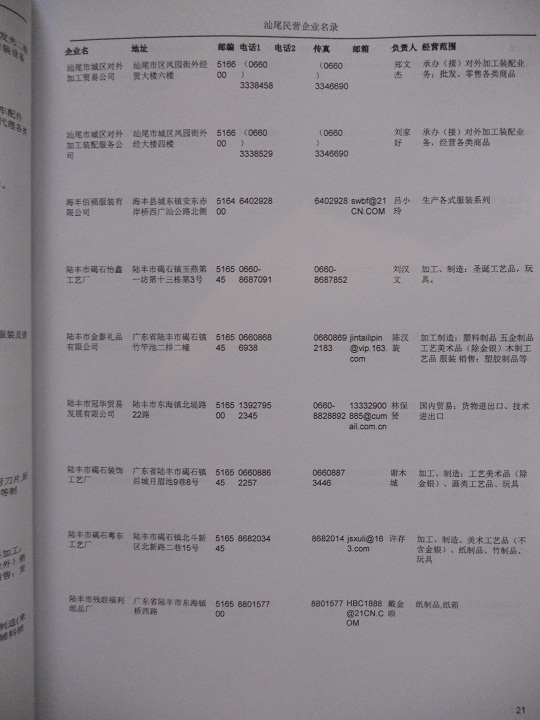 汕尾民营企业名录
企业名 地址 邮编 电话1 电话2 传真 邮箱 负责人 经营范围
汕尾市城区对外 汕尾市区凤园街外经 5166 （0660 （0660 郑文 承办（接）对外加工装配业
加工贸易公司 贸大楼六楼 00 ） ） 杰 务；批发、零售各类商品
3338458 3346690
汕尾市城区对外 汕尾市城区凤园街外 5166 （0660 （0660 刘家 承办（接）对外加工装配业
加工装配服务公 经大楼四楼 00 ） ） 好 务，经营各类商品
司 3338529 3346690
海丰佰福服装有 海丰县城东镇安东赤 5164 6402928 6402928 swbf@21 吕小 生产各式服装系列
限公司 岸桥西广汕公路北侧 00 CN.COM 玲
陆丰市碣石怡鑫 陆丰市碣石镇玉燕第 5165 0660- 0660- 刘汉 加工、制造：圣诞工艺品，玩
工艺厂 一坊第十三栋第3号 45 8687091 8687852 文 具。
陆丰市金泰礼品 广东省陆丰市碣石镇 5165 0660868 0660869 jintailipin 陈汉 加工制造：塑料制品 五金制品
有限公司 竹竿池二排二幢 45 6938 2183 @vip.163. 旋 工艺美术品（除金银）木制工
com 艺品 服装 销售：塑胶制品等
陆丰市冠华贸易 陆丰市东海镇北堤路 5165 1392795 0660- 13332900 林保 国内贸易；货物进出口、技术
发展有限公司 22路 00 2345 8828892 885@cum 贤 进出口
ail.com.cn
陆丰市碣石装饰 广东省陆丰市碣石镇 5165 0660886 0660887 谢木 加工、制造：工艺美术品（除
工艺厂 后城月眉池9巷8号 45 2257 3446 城 金银）、画类工艺品、玩具
陆丰市碣石粤东 陆丰市碣石镇北斗新 5165 8682034 8682014 jsxuli@16 许存 加工、制造、美术工艺品（不
工艺厂 区北新路二巷15号 45 3.com 含金银）、纸制品、竹制品、
玩具
陆丰市残联福利 广东省陆丰市东海镇 5165 8801577 8801577 HBC1888 戴金 纸制品,纸箱
纸品厂 桥西路 00 @21CN.C
OM
21